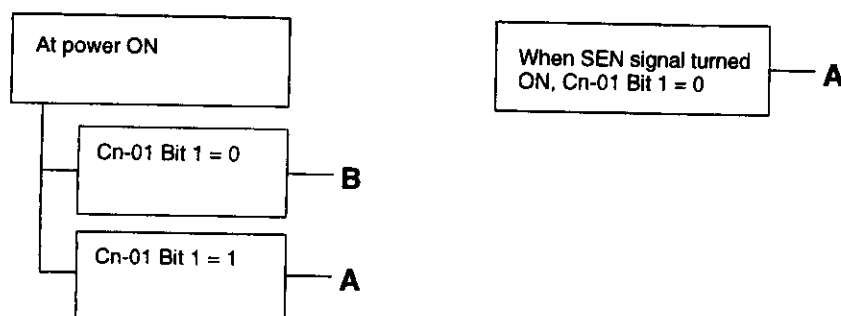 At power ON
Cn-01 Bit 1 = 0
B
Cn-01 Bit 1 = 1
A
When SEN signal turned
ON, Cn-01 Bit 1 = 0
A